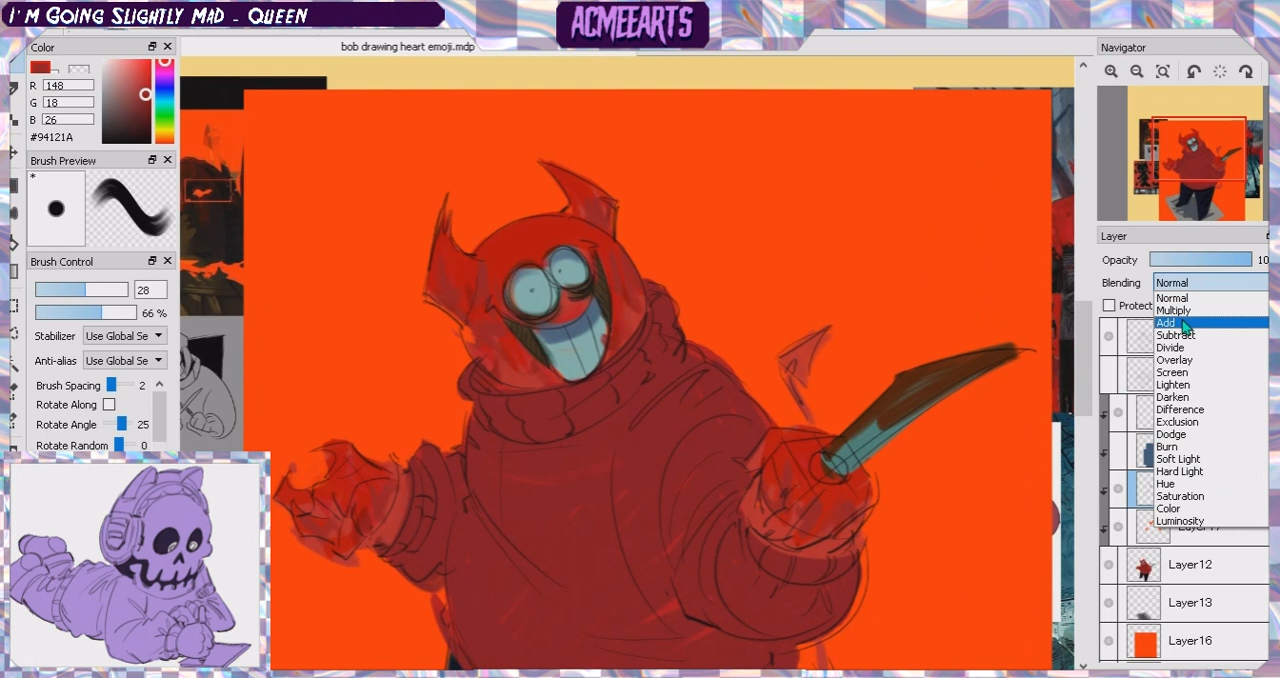 I'm Going Slightly Mad - Queen
ACMEEARTS
Color
bob drawing heart emoji.mdp
Navigator
R 148
G 18
B 26
#94121A
Brush Preview
*
Layer
Opacity 10
Blending Normal
Protect
Normal
Multiply
Add
Subtract
Divide
Overlay
Screen
Lighten
Darken
Difference
Exclusion
Dodge
Burn
Soft Light
Hard Light
Hue
Saturation
Color
Luminosity
Brush Control
28
66 %
Stabilizer Use Global Se
Anti-alias Use Global Se
Brush Spacing 2
Rotate Along
Rotate Angle 25
Rotate Random 0
Layer12
Layer13
Layer16